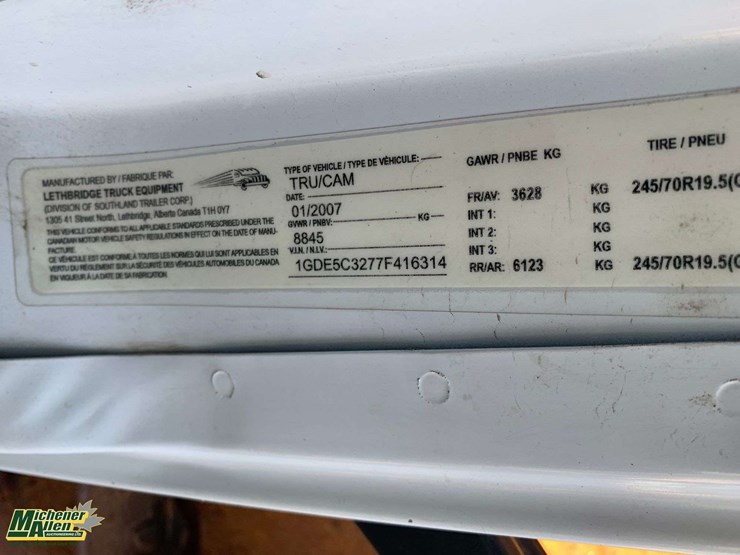 MANUFACTURED BY / FABRIQUE PAR:
LETHBRIDGE TRUCK EQUIPMENT
(DIVISION OF SOUTHLAND TRAILER CORP.)
1305 41 Street North, Lethbridge, Alberta Canada T1H 0Y7
THIS VEHICLE CONFORMS TO ALL APPLICABLE STANDARDS PRESCRIBED UNDER THE
CANADIAN MOTOR VEHICLE SAFETY REGULATIONS IN EFFECT ON THE DATE OF MANU-
FACTURE.
CE VÉHICULE EST CONFORME À TOUTES LES NORMES QUI LUI SONT APPLICABLES EN
VERTU DU RÈGLEMENT SUR LA SÉCURITÉ DES VÉHICULES AUTOMOBILES DU CANADA
EN VIGUEUR À LA DATE DE SA FABRICATION.
TYPE OF VEHICLE / TYPE DE VÉHICULE:
TRU/CAM
DATE:
01/2007
GVWR / PNBV: KG
8845
V.I.N. / N.I.V.:
1GDE5C3277F416314
GAWR / PNBE KG
FR/AV: 3628 KG
INT 1: KG
INT 2: KG
INT 3: KG
RR/AR: 6123 KG
TIRE / PNEU
245/70R19.5(
245/70R19.5(
Michener
Allen
AUCTIONEERING LTD.